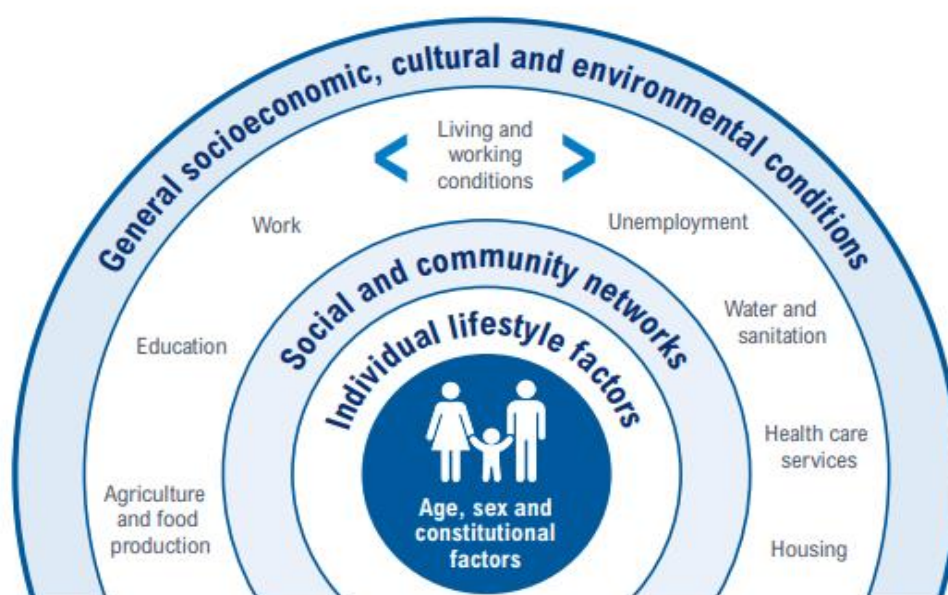 General socioeconomic, cultural and environmental conditions
Living and
working
conditions
Work
Unemployment
Social and community networks
Water and
sanitation
Education
Individual lifestyle factors
Health care
services
Agriculture
and food
production
Age, sex and
constitutional
factors
Housing